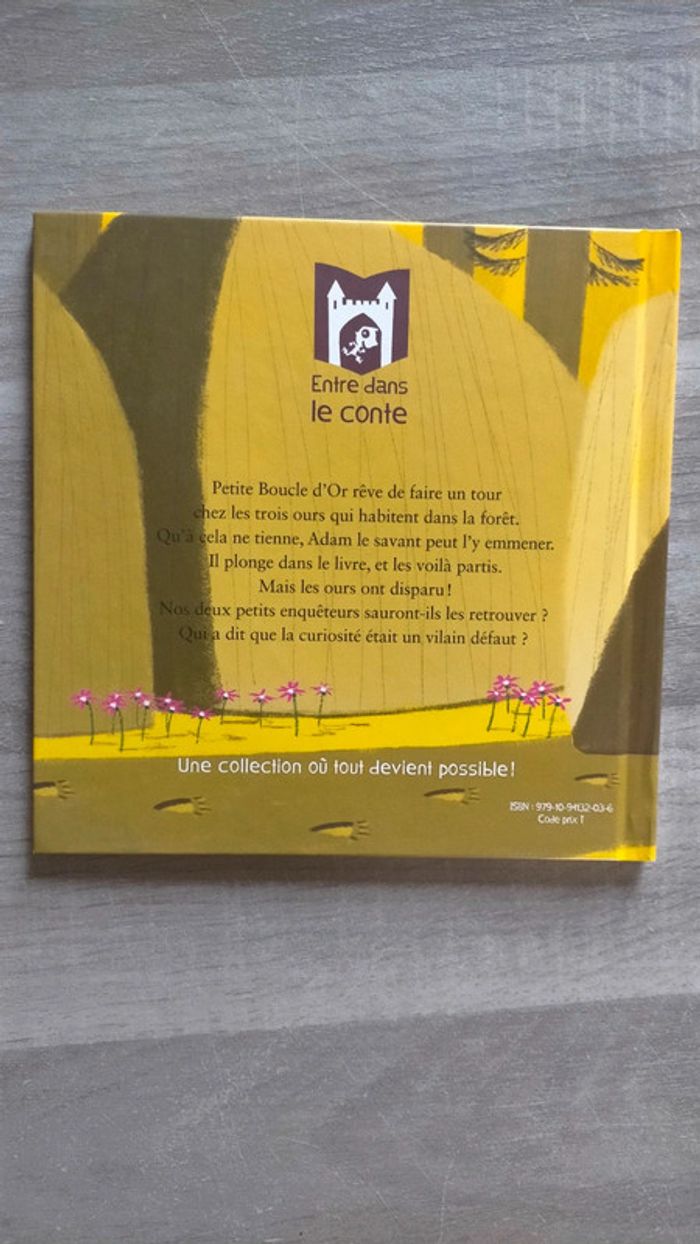 Entre dans
le conte
Petite Boucle d'Or rêve de faire un tour
chez les trois ours qui habitent dans la forêt.
Qu'à cela ne tienne, Adam le savant peut l'y emmener.
Il plonge dans le livre, et les voilà partis.
Mais les ours ont disparu !
Nos deux petits enquêteurs sauront-ils les retrouver ?
Qui a dit que la curiosité était un vilain défaut ?
Une collection où tout devient possible !
ISBN : 979-10-94132-03-6
Code prix 1